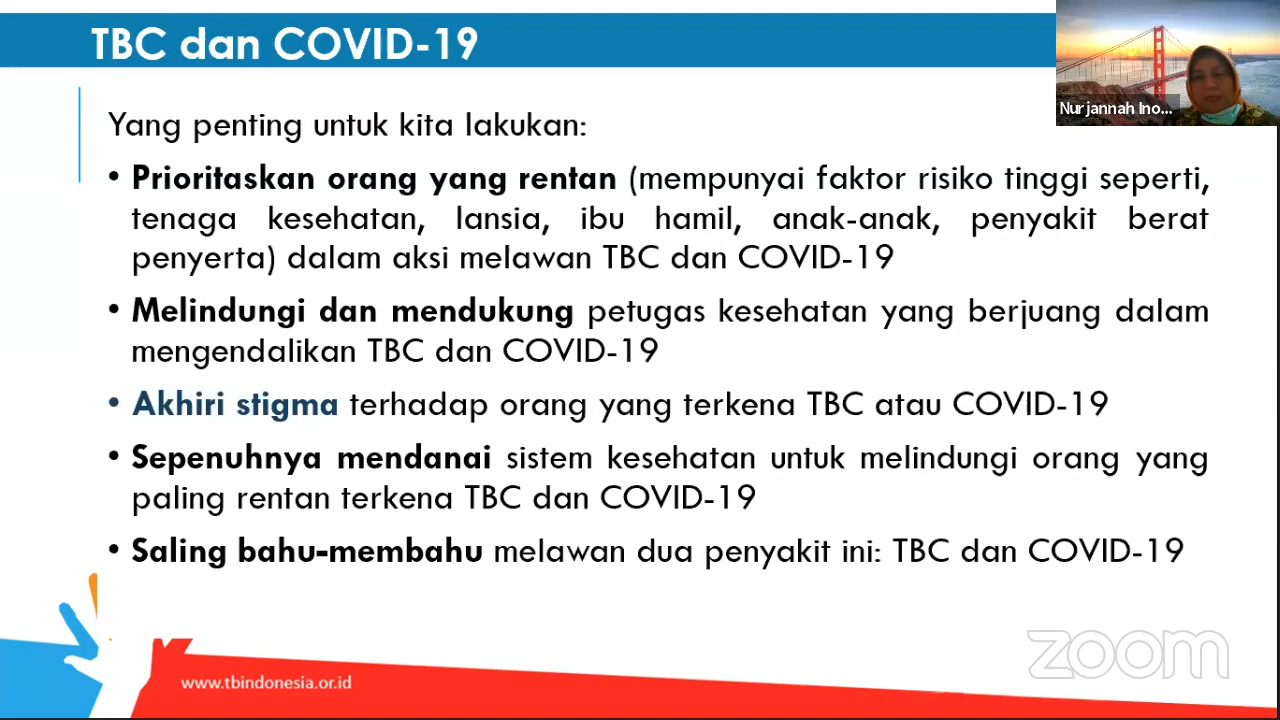 TBC dan COVID-19
Nurjannah Ino...
Yang penting untuk kita lakukan:
• Prioritaskan orang yang rentan (mempunyai faktor risiko tinggi seperti,
tenaga kesehatan, lansia, ibu hamil, anak-anak, penyakit berat
penyerta) dalam aksi melawan TBC dan COVID-19
• Melindungi dan mendukung petugas kesehatan yang berjuang dalam
mengendalikan TBC dan COVID-19
• Akhiri stigma terhadap orang yang terkena TBC atau COVID-19
• Sepenuhnya mendanai sistem kesehatan untuk melindungi orang yang
paling rentan terkena TBC dan COVID-19
• Saling bahu-membahu melawan dua penyakit ini: TBC dan COVID-19
zoom
www.tbindonesia.or.id